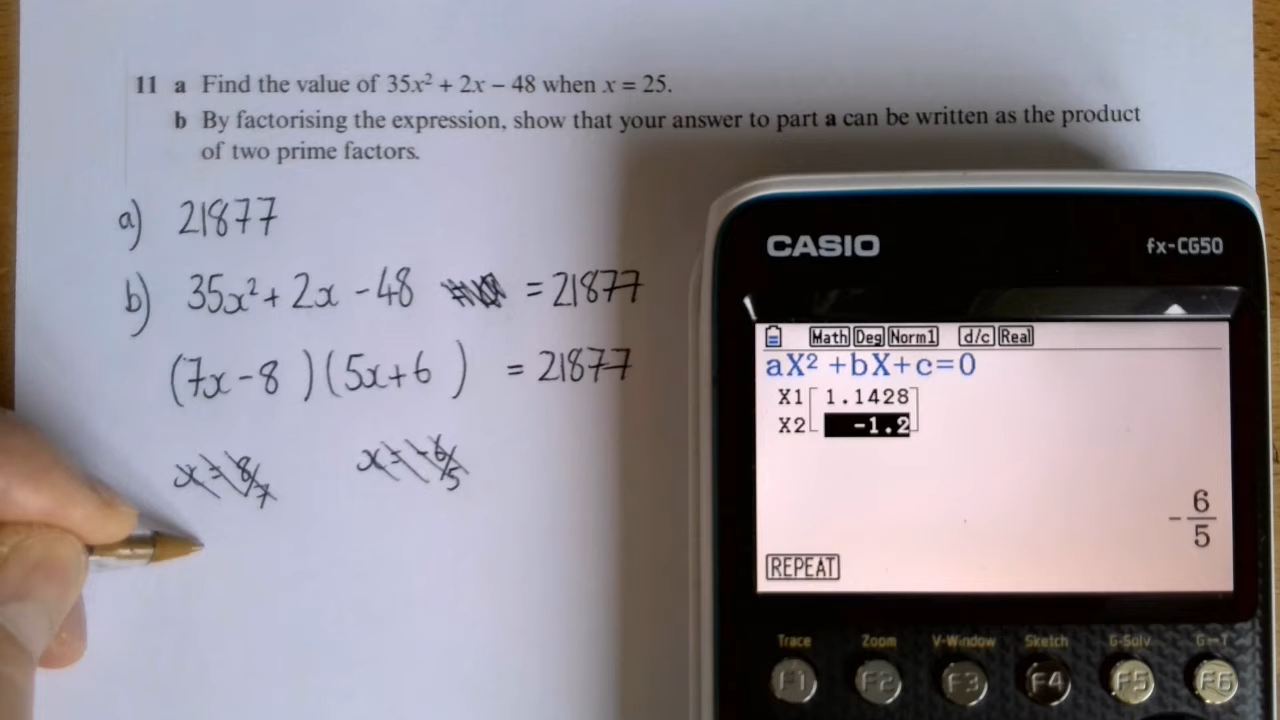 11 a Find the value of 35x² + 2x − 48 when x = 25.
b By factorising the expression, show that your answer to part a can be written as the product
of two prime factors.
a) 21877
b) 35x² + 2x − 48 = 21877
(7x − 8)(5x + 6) = 21877
x = 8/7 x = −6/5
CASIO fx-CG50
Math Deg Norm1 d/c Real
aX² +bX+c=0
X1 1.1428
X2 -1.2
-6/5
REPEAT
Trace Zoom V-Window Sketch G-Solv G↔T
F1 F2 F3 F4 F5 F6